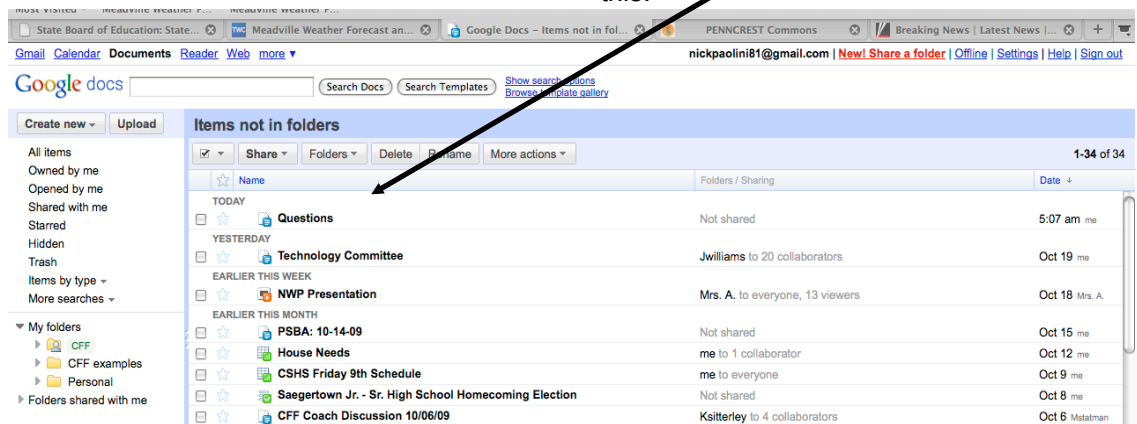 this.
State Board of Education: State... Meadville Weather Forecast an... Google Docs - Items not in fol... PENNCREST Commons Breaking News | Latest News |...
Gmail Calendar Documents Reader Web more ▼ nickpaolini81@gmail.com | New! Share a folder | Offline | Settings | Help | Sign out
Google docs Search Docs Search Templates Show search options
Browse template gallery
Create new Upload Items not in folders
All items Share Folders Delete Rename More actions 1-34 of 34
Owned by me
Opened by me Name Folders / Sharing Date ↓
Shared with me TODAY
Starred Questions Not shared 5:07 am me
Hidden YESTERDAY
Trash Technology Committee Jwilliams to 20 collaborators Oct 19 me
Items by type EARLIER THIS WEEK
More searches NWP Presentation Mrs. A. to everyone, 13 viewers Oct 18 Mrs. A.
EARLIER THIS MONTH
My folders PSBA: 10-14-09 Not shared Oct 15 me
CFF House Needs me to 1 collaborator Oct 12 me
CFF examples CSHS Friday 9th Schedule me to everyone Oct 9 me
Personal Saegertown Jr. - Sr. High School Homecoming Election Not shared Oct 8 me
Folders shared with me CFF Coach Discussion 10/06/09 Ksitterley to 4 collaborators Oct 6 Mstatman